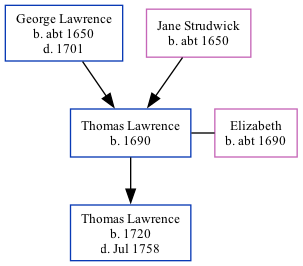 George Lawrence
b. abt 1650
d. 1701
Jane Strudwick
b. abt 1650
Thomas Lawrence
b. 1690
Elizabeth
b. abt 1690
Thomas Lawrence
b. 1720
d. Jul 1758